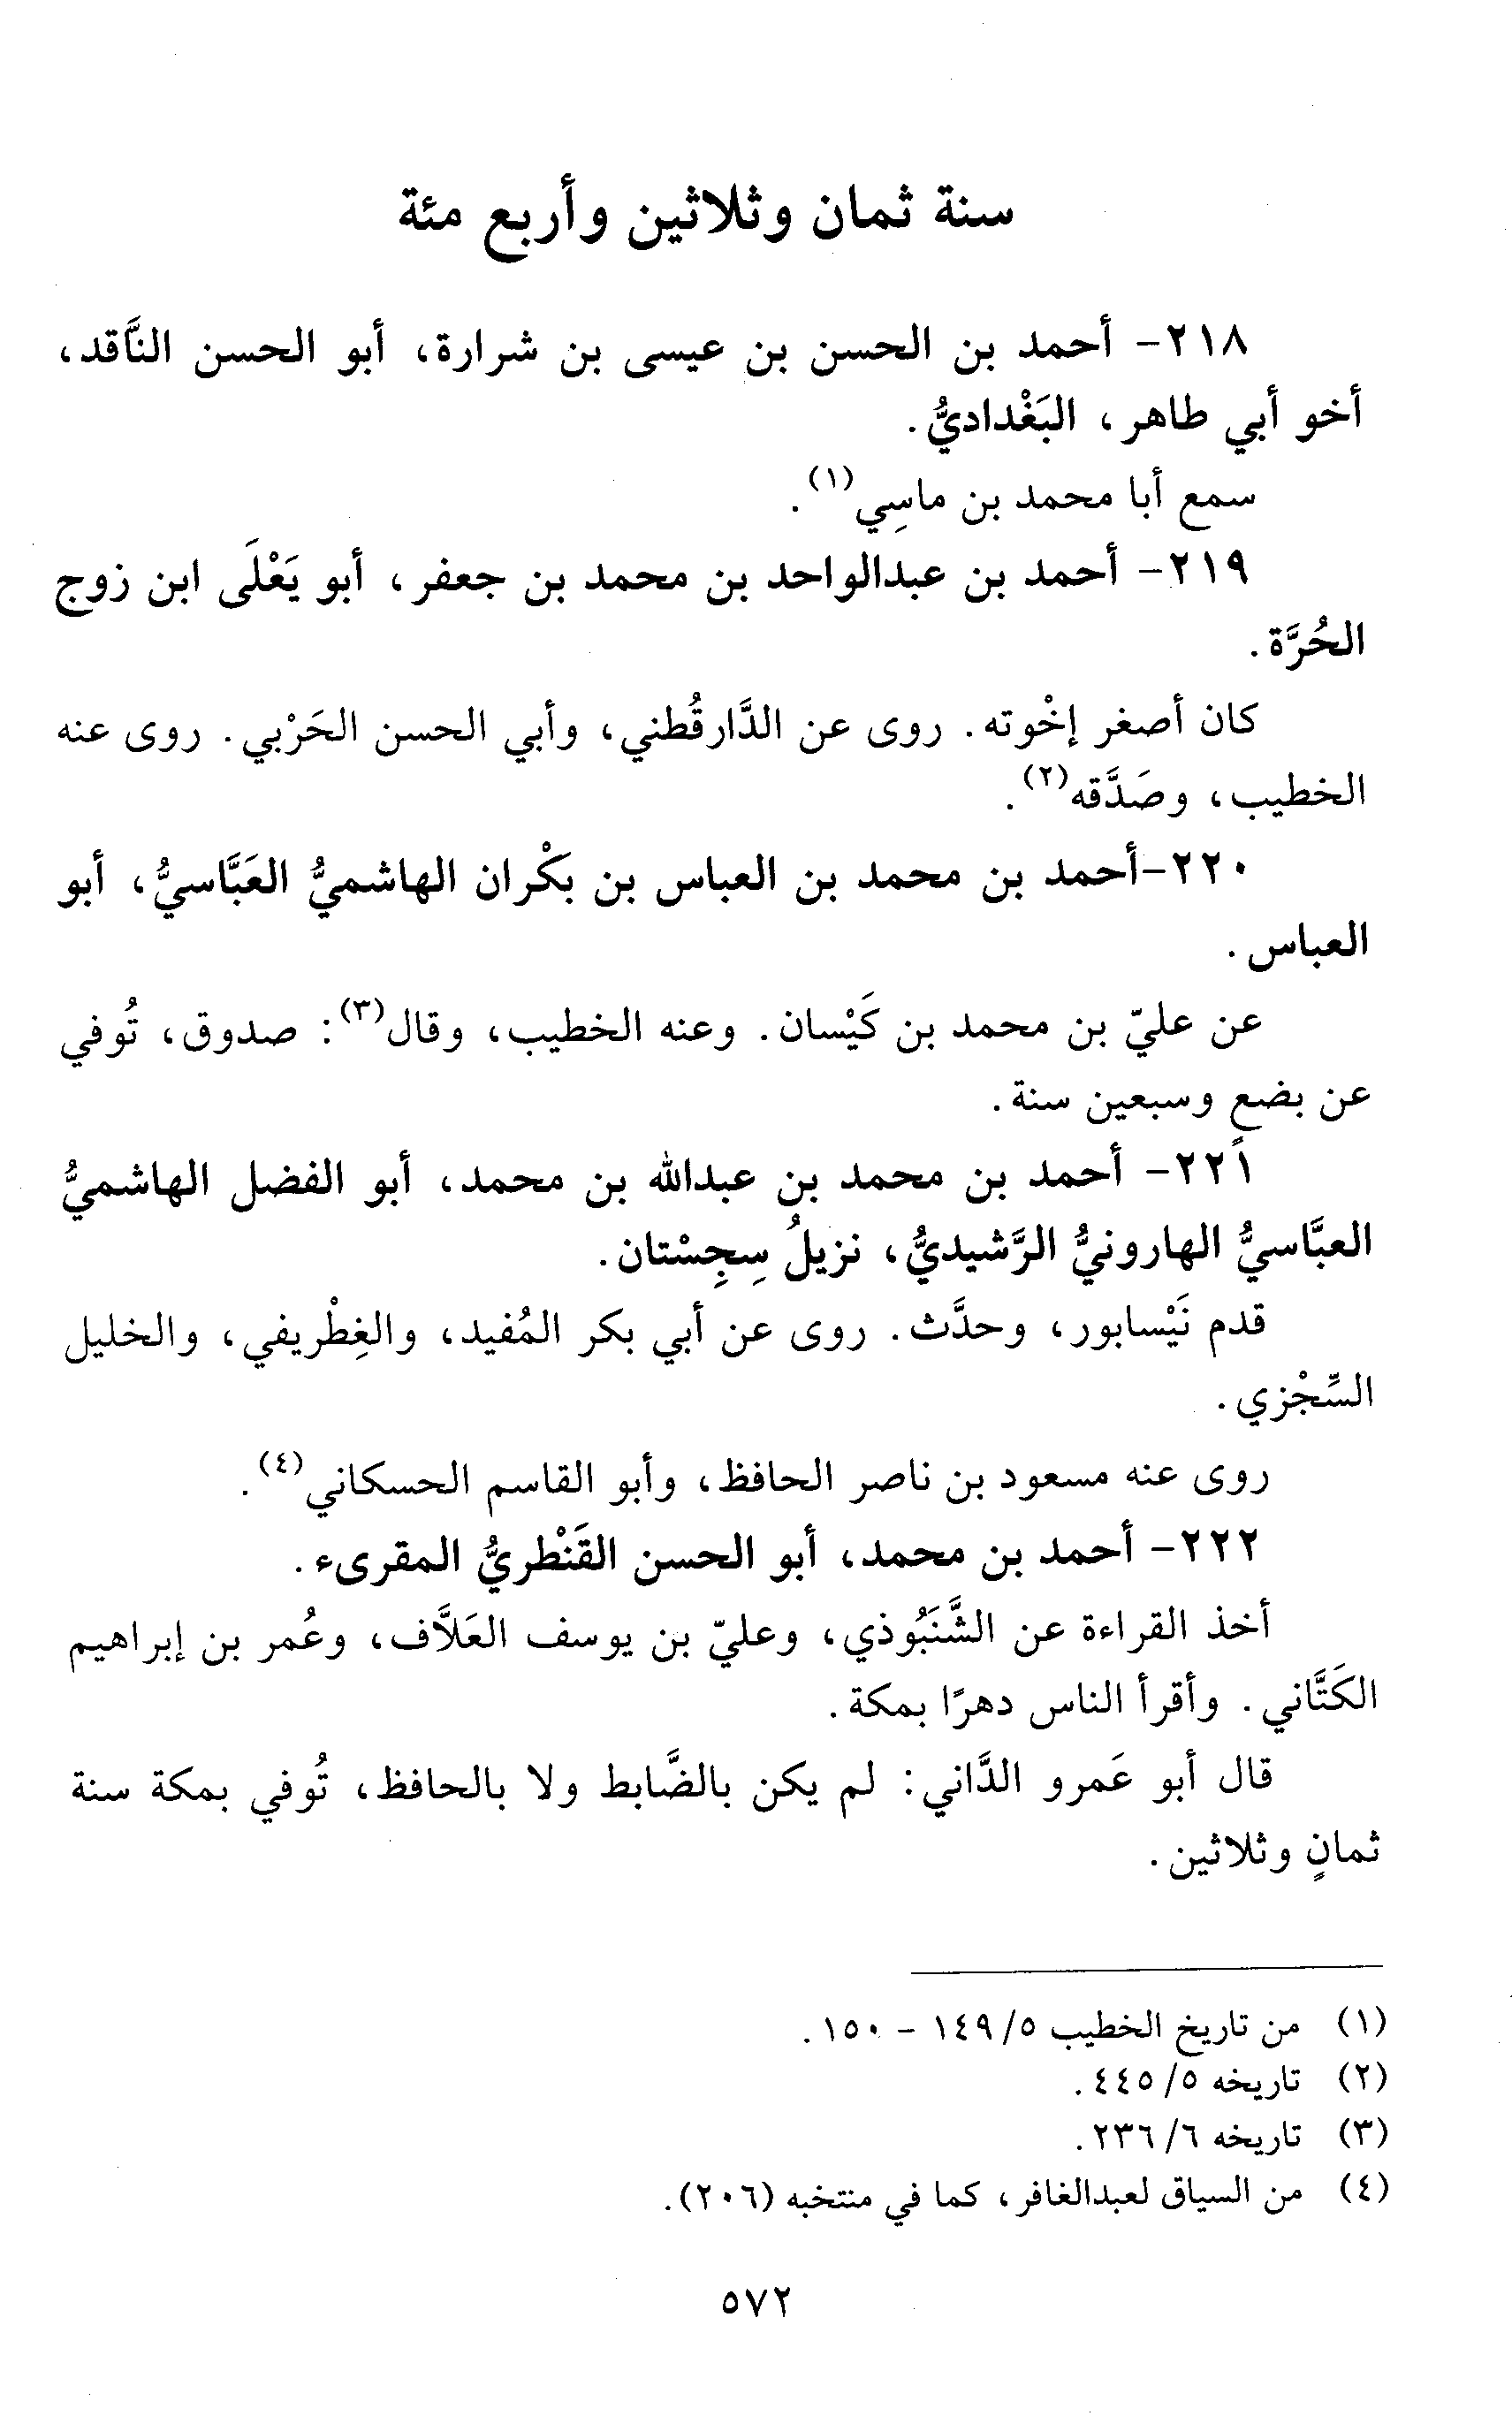 سنة ثمان وثلاثين وأربع مئة
٢١٨- أحمد بن الحسن بن عيسى بن شرارة، أبو الحسن النَّاقد،
أخو أبي طاهر، البَغْداديُّ.
سمع أبا محمد بن ماسِي(١).
٢١٩- أحمد بن عبدالواحد بن محمد بن جعفر، أبو يَعْلَى ابن زوج
الحُرَّة.
كان أصغر إخْوته. روى عن الدَّارقُطني، وأبي الحسن الحَرْبي. روى عنه
الخطيب، وصَدَّقه(٢).
٢٢٠-أحمد بن محمد بن العباس بن بكْران الهاشميُّ العَبَّاسيُّ، أبو
العباس.
عن عليّ بن محمد بن كَيْسان. وعنه الخطيب، وقال(٣): صدوق، تُوفي
عن بضع وسبعين سنة.
٢٢١- أحمد بن محمد بن عبدالله بن محمد، أبو الفضل الهاشميُّ
العبَّاسيُّ الهارونيُّ الرَّشيديُّ، نزيلُ سِجِسْتان.
قدم نَيْسابور، وحدَّث. روى عن أبي بكر المُفيد، والغِطْريفي، والخليل
السِّجْزي.
روى عنه مسعود بن ناصر الحافظ، وأبو القاسم الحسكاني(٤).
٢٢٢- أحمد بن محمد، أبو الحسن القَنْطريُّ المقرىء.
أخذ القراءة عن الشَّنَبُوذي، وعليّ بن يوسف العَلاَّف، وعُمر بن إبراهيم
الكَتَّاني. وأقرأ الناس دهرًا بمكة.
قال أبو عَمرو الدَّاني: لم يكن بالضَّابط ولا بالحافظ، تُوفي بمكة سنة
ثمانٍ وثلاثين.
(١) من تاريخ الخطيب ٥/ ١٤٩ - ١٥٠.
(٢) تاريخه ٥/ ٤٤٥.
(٣) تاريخه ٦/ ٢٣٦.
(٤) من السياق لعبدالغافر، كما في منتخبه (٢٠٦).
٥٧٢